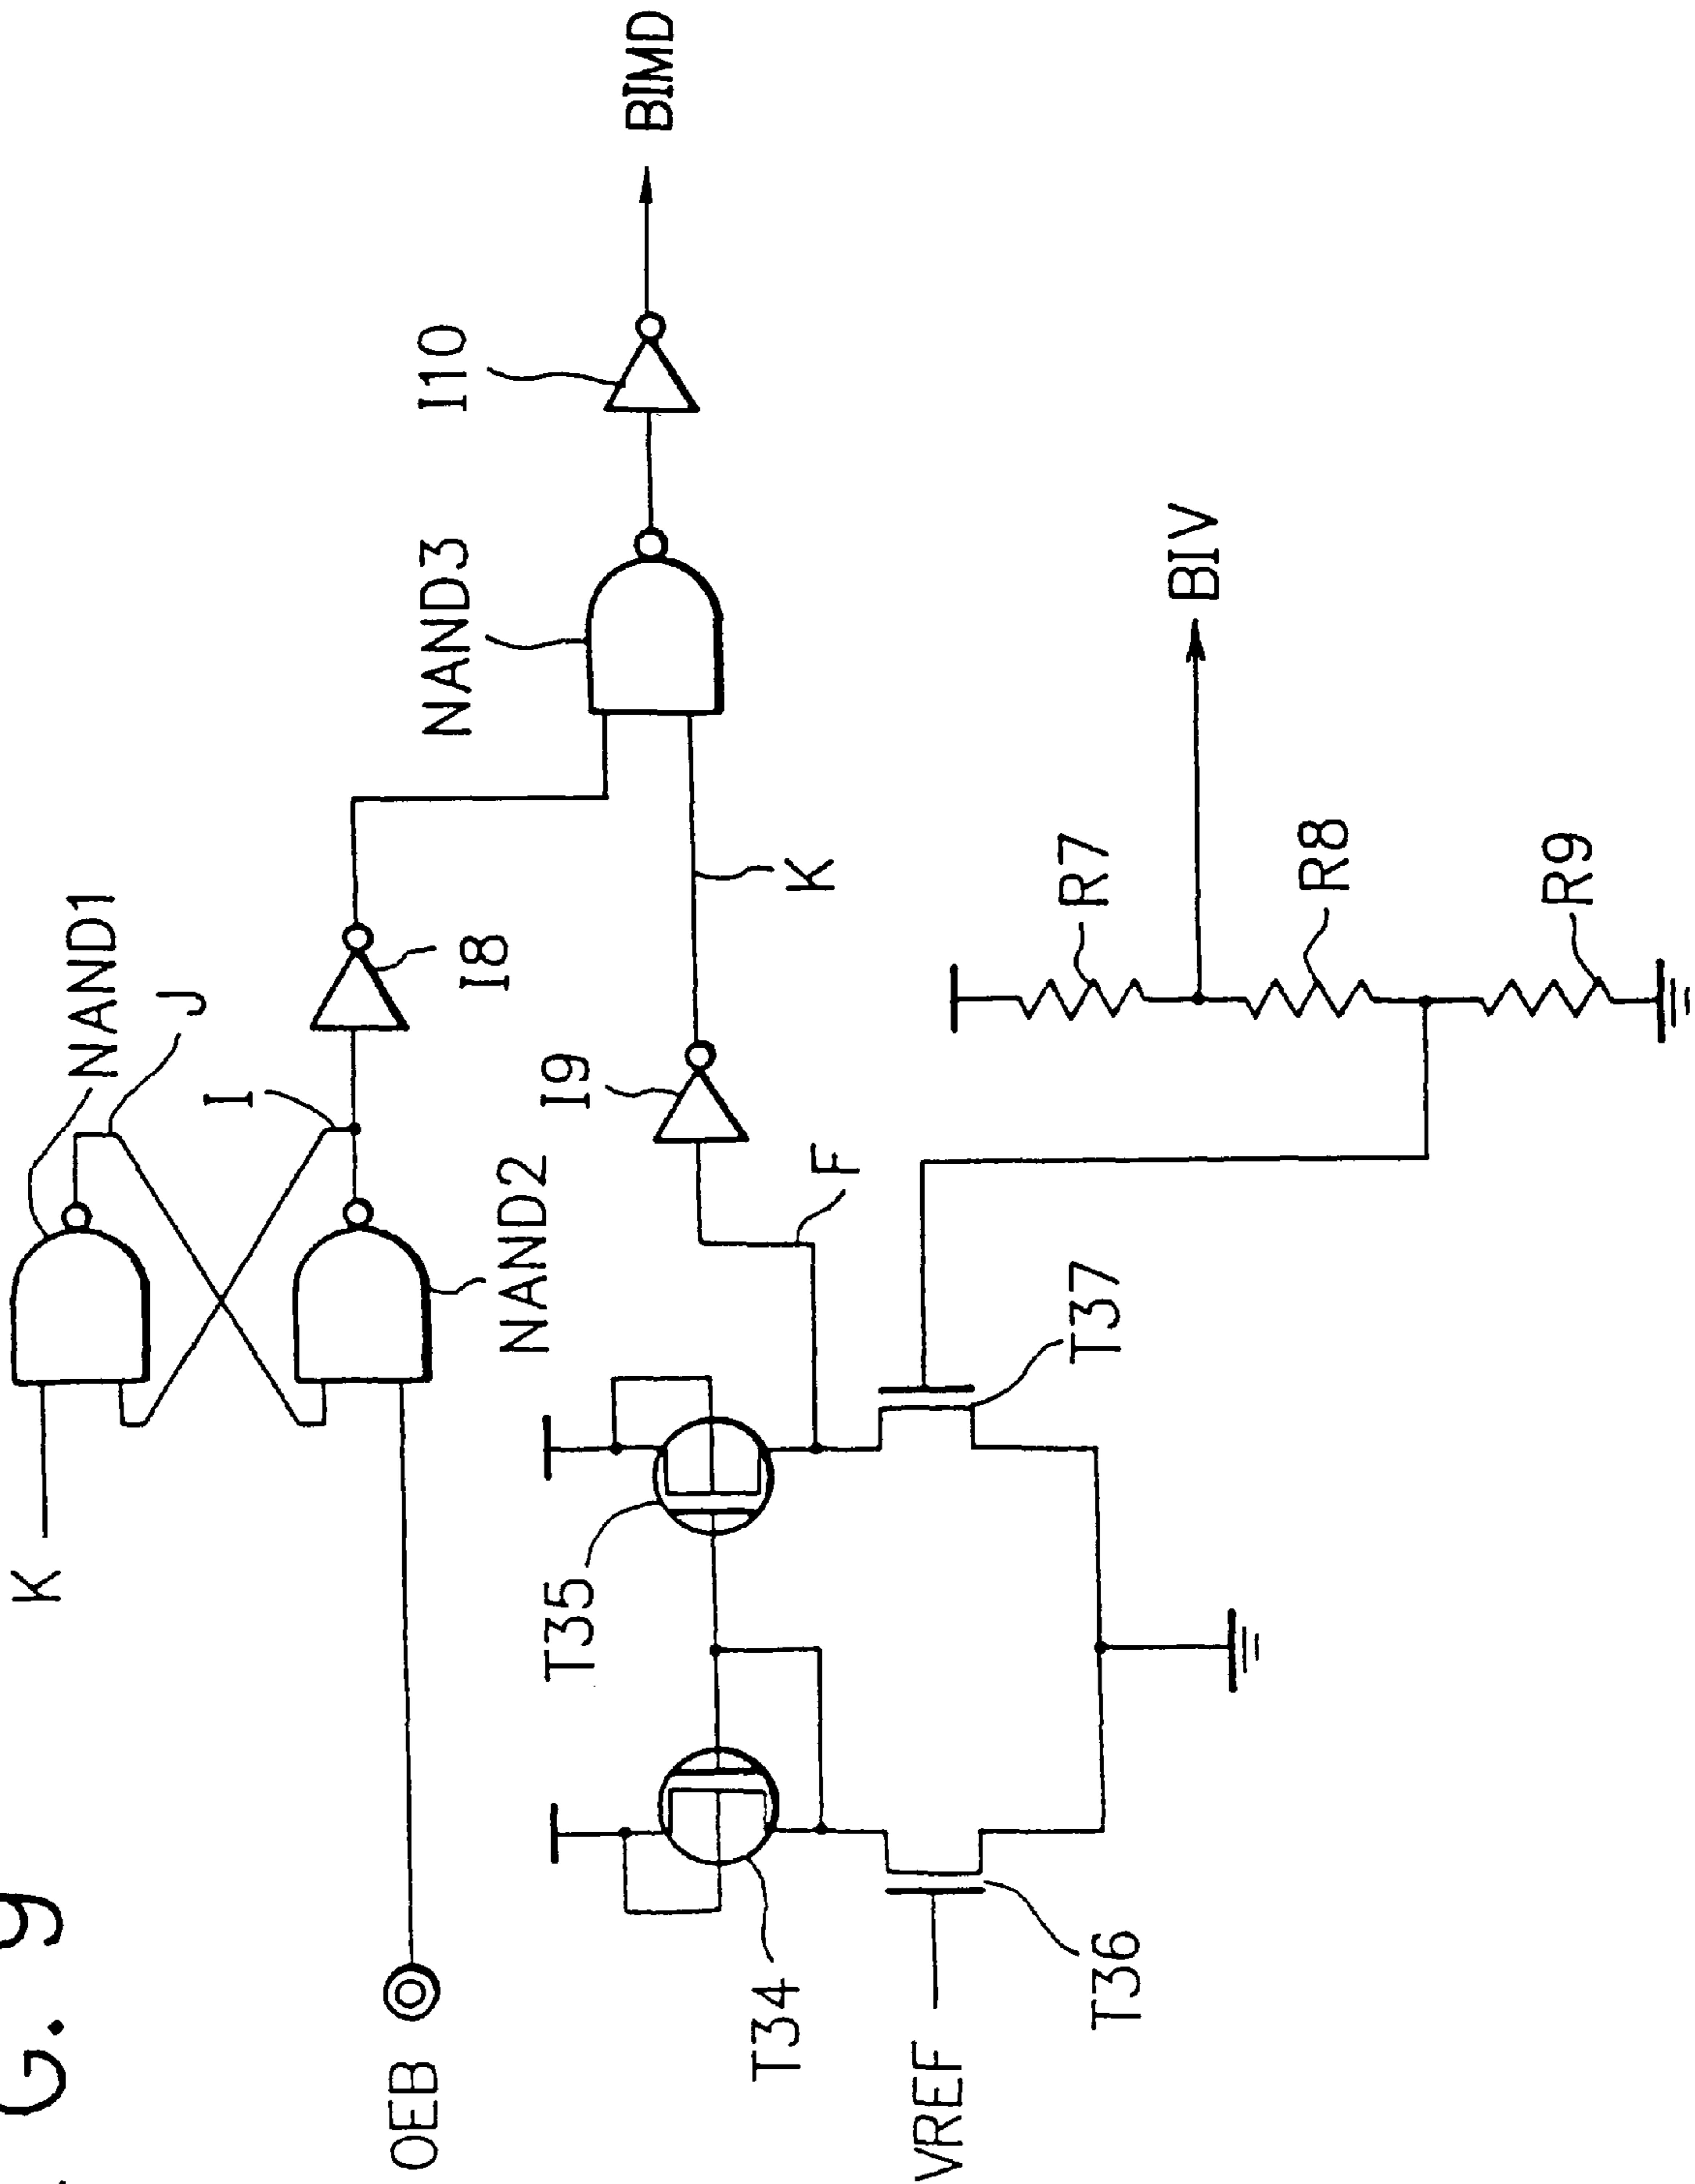 G. 9
K
NAND1
J
I
OEB
NAND2
I8
NAND3
I10
BIMD
I9
K
F
T35
T34
VREF
T36
T37
R7
BIV
R8
R9